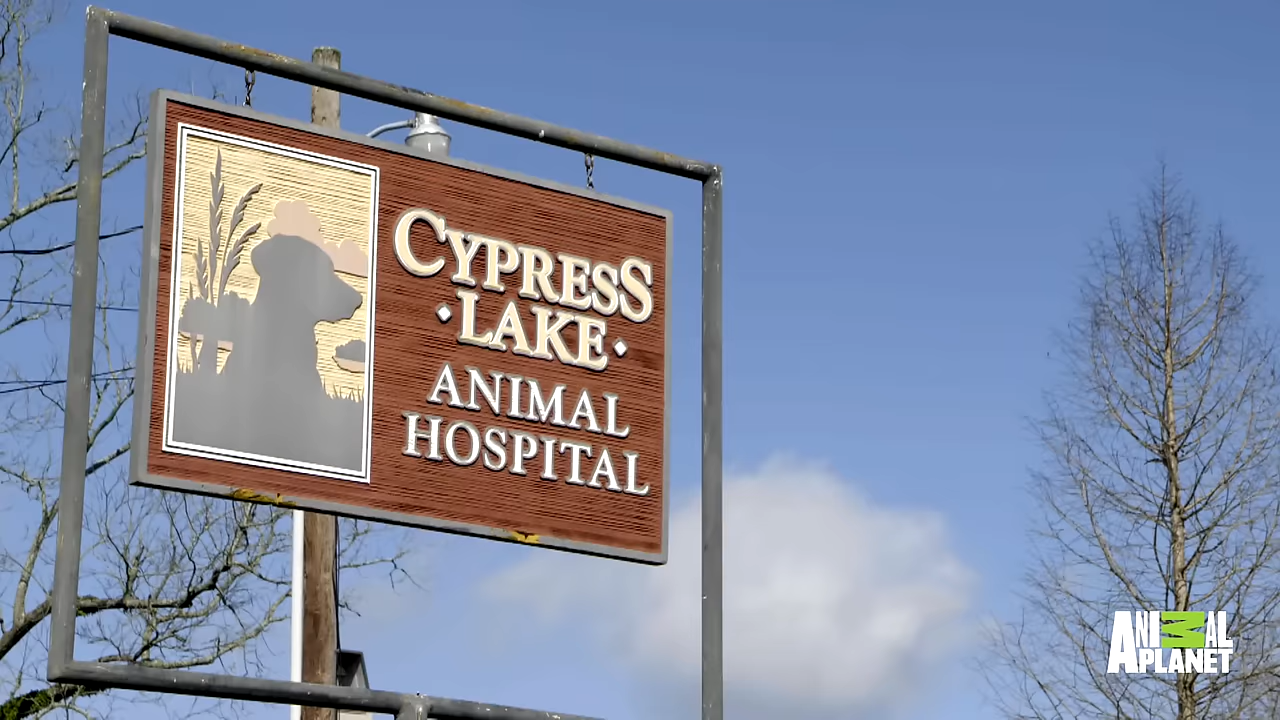 CYPRESS
·LAKE·
ANIMAL
HOSPITAL
ANIMAL
PLANET